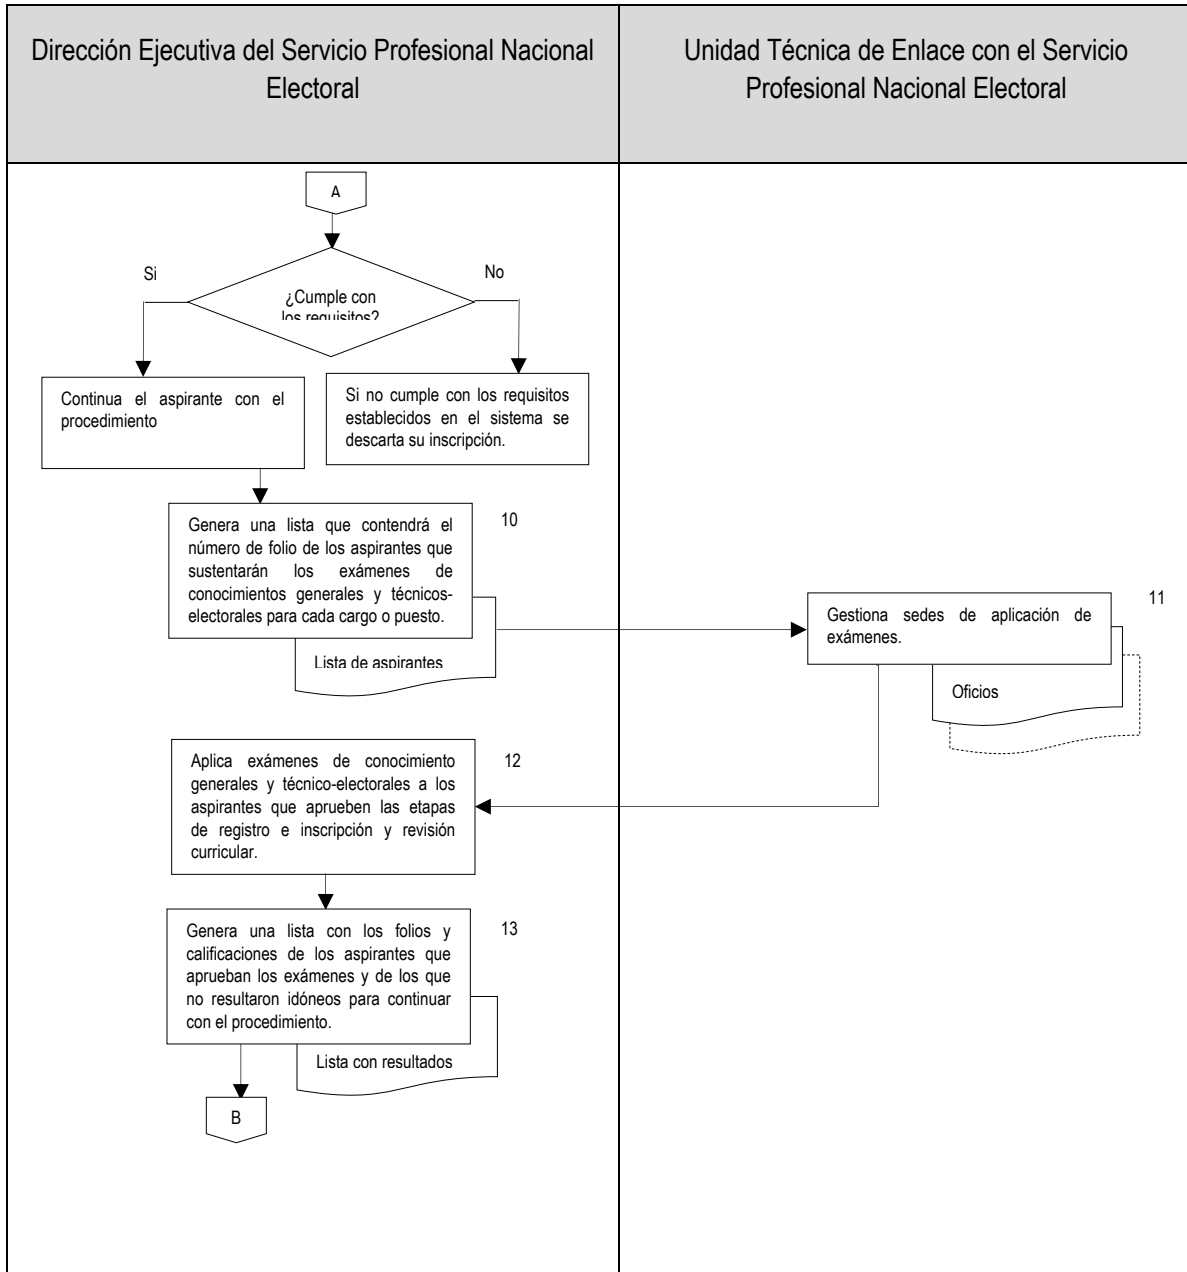 Dirección Ejecutiva del Servicio Profesional Nacional
Electoral
Unidad Técnica de Enlace con el Servicio
Profesional Nacional Electoral
A
Si
No
¿Cumple con
los requisitos?
Continua el aspirante con el
procedimiento
Si no cumple con los requisitos
establecidos en el sistema se
descarta su inscripción.
10
Genera una lista que contendrá el
número de folio de los aspirantes que
sustentarán los exámenes de
conocimientos generales y técnicos-
electorales para cada cargo o puesto.
Lista de aspirantes
11
Gestiona sedes de aplicación de
exámenes.
Oficios
12
Aplica exámenes de conocimiento
generales y técnico-electorales a los
aspirantes que aprueben las etapas
de registro e inscripción y revisión
curricular.
13
Genera una lista con los folios y
calificaciones de los aspirantes que
aprueban los exámenes y de los que
no resultaron idóneos para continuar
con el procedimiento.
Lista con resultados
B